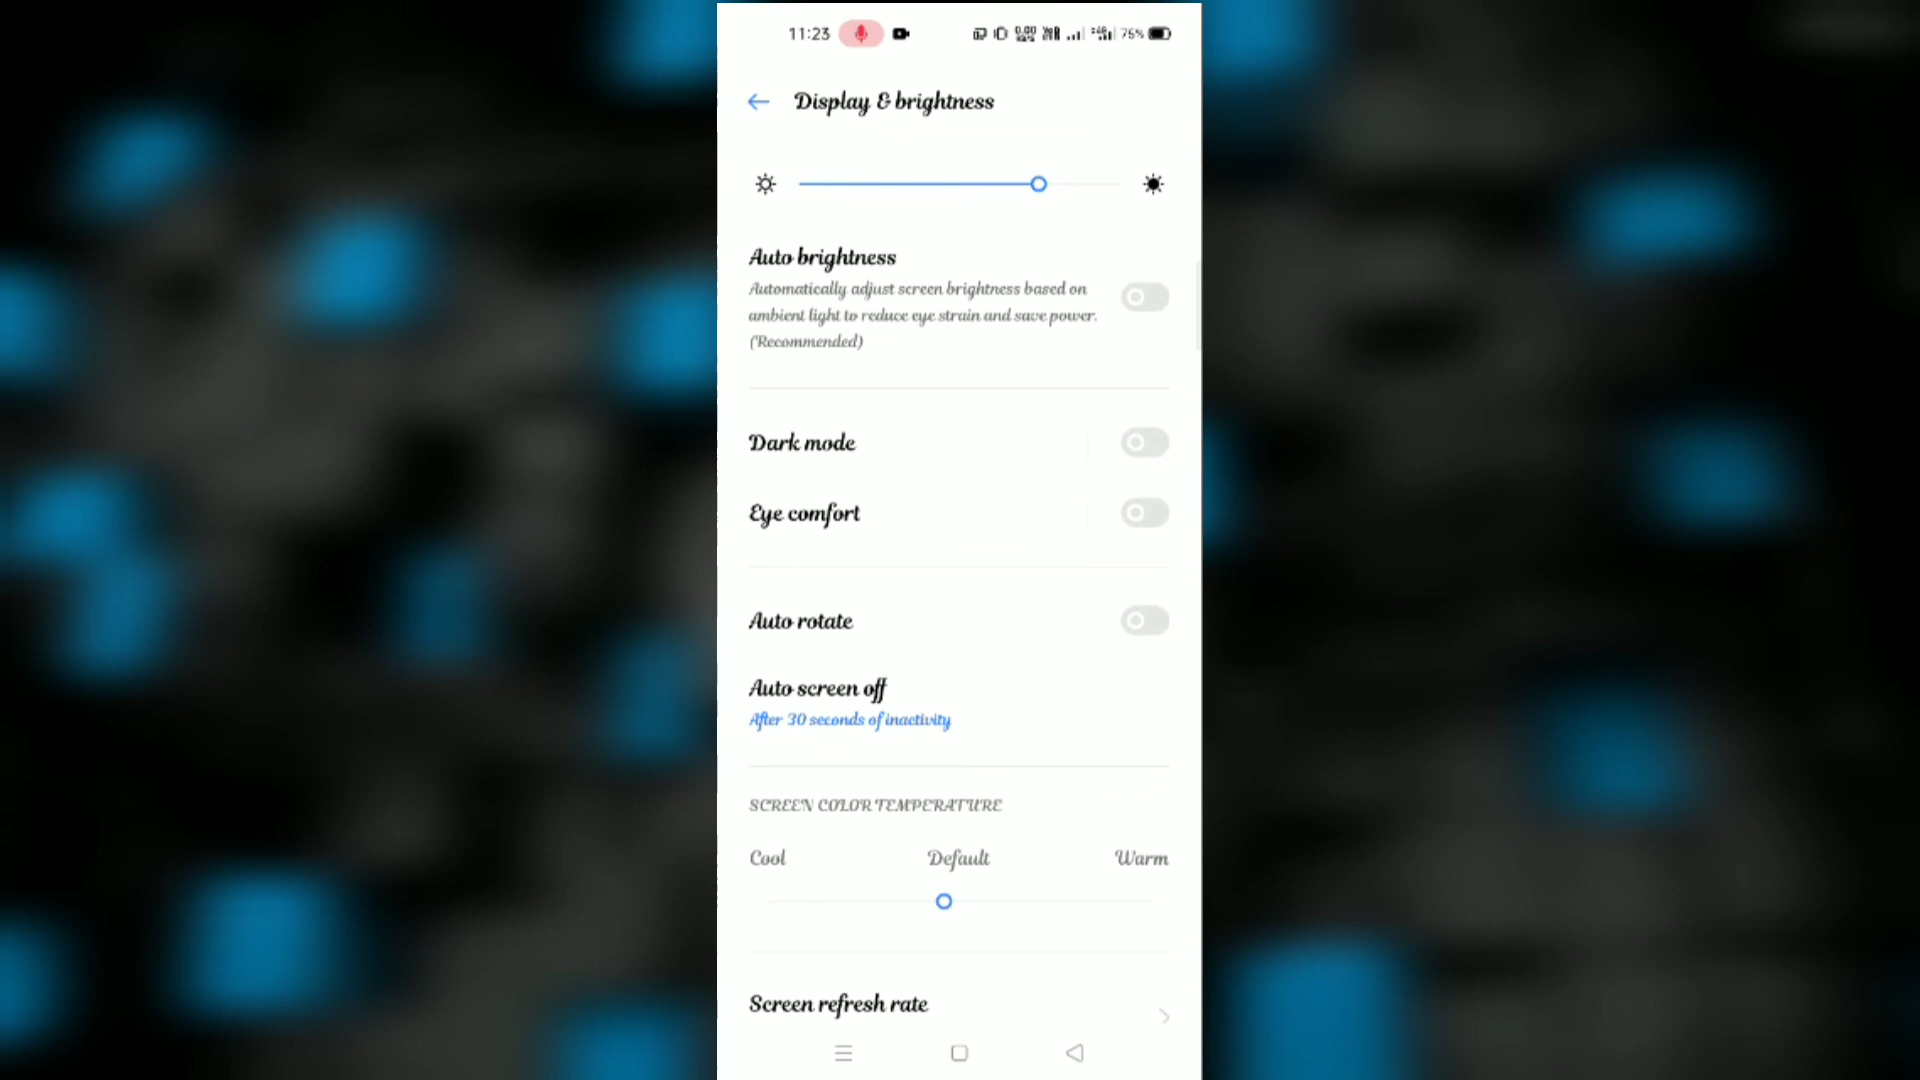 11:23
75%
Display & brightness
Auto brightness
Automatically adjust screen brightness based on
ambient light to reduce eye strain and save power.
(Recommended)
Dark mode
Eye comfort
Auto rotate
Auto screen off
After 30 seconds of inactivity
SCREEN COLOR TEMPERATURE
Cool Default Warm
Screen refresh rate